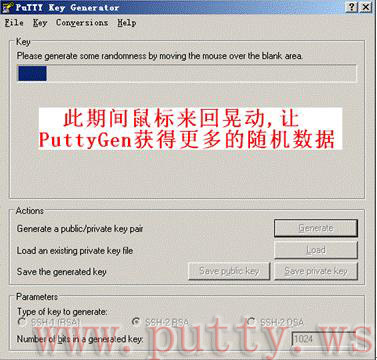 PuTTY Key Generator
File Key Conversions Help
Key
Please generate some randomness by moving the mouse over the blank area.
此期间鼠标来回晃动,让
PuttyGen获得更多的随机数据
Actions
Generate a public/private key pair
Generate
Load an existing private key file
Load
Save the generated key
Save public key
Save private key
Parameters
Type of key to generate:
SSH-1 (RSA)
SSH-2 RSA
SSH-2 DSA
Number of bits in a generated key:
1024
www.putty.ws